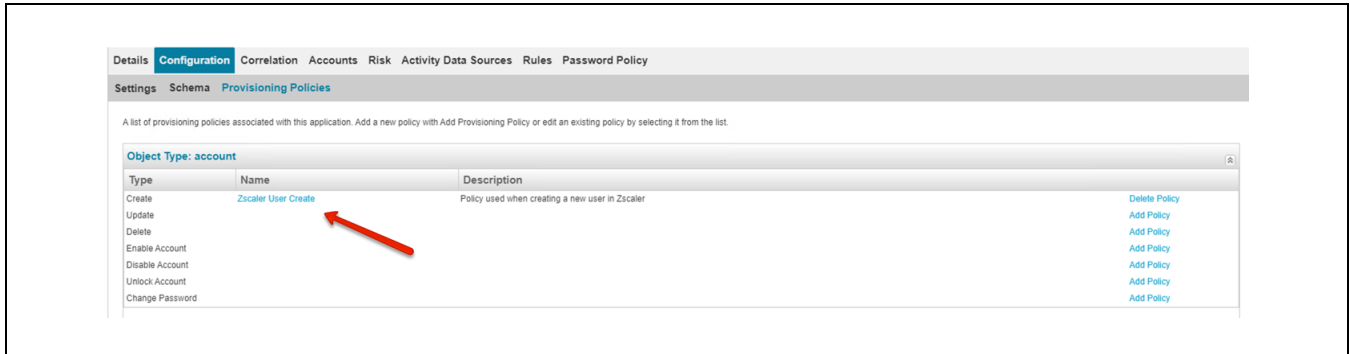 Details Configuration Correlation Accounts Risk Activity Data Sources Rules Password Policy
Settings Schema Provisioning Policies
A list of provisioning policies associated with this application. Add a new policy with Add Provisioning Policy or edit an existing policy by selecting it from the list.
Object Type: account
Type Name Description
Create Zscaler User Create Policy used when creating a new user in Zscaler Delete Policy
Update Add Policy
Delete Add Policy
Enable Account Add Policy
Disable Account Add Policy
Unlock Account Add Policy
Change Password Add Policy